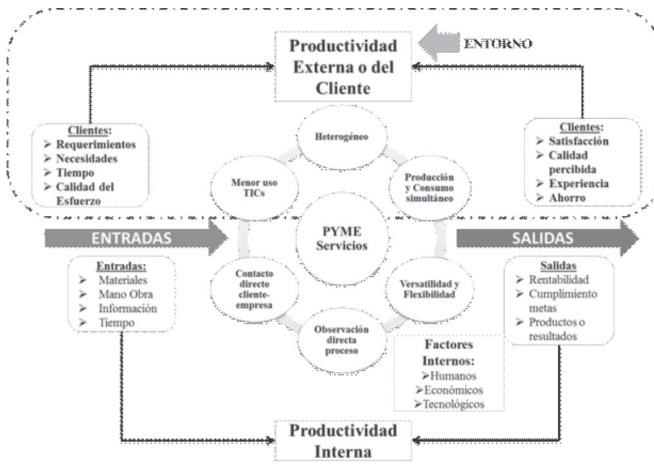 Productividad
Externa o del
Cliente
ENTORNO
Clientes:
Requerimientos
Necesidades
Tiempo
Calidad del
Esfuerzo
Clientes:
Satisfacción
Calidad
percibida
Experiencia
Ahorro
Heterogéneo
Menor uso
TICs
Producción
y Consumo
simultáneo
PYME
Servicios
ENTRADAS
SALIDAS
Entradas:
Materiales
Mano Obra
Información
Tiempo
Contacto
directo
cliente-
empresa
Versatilidad y
Flexibilidad
Observación
directa
proceso
Salidas
Rentabilidad
Cumplimiento
metas
Productos o
resultados
Factores
Internos:
Humanos
Económicos
Tecnológicos
Productividad
Interna